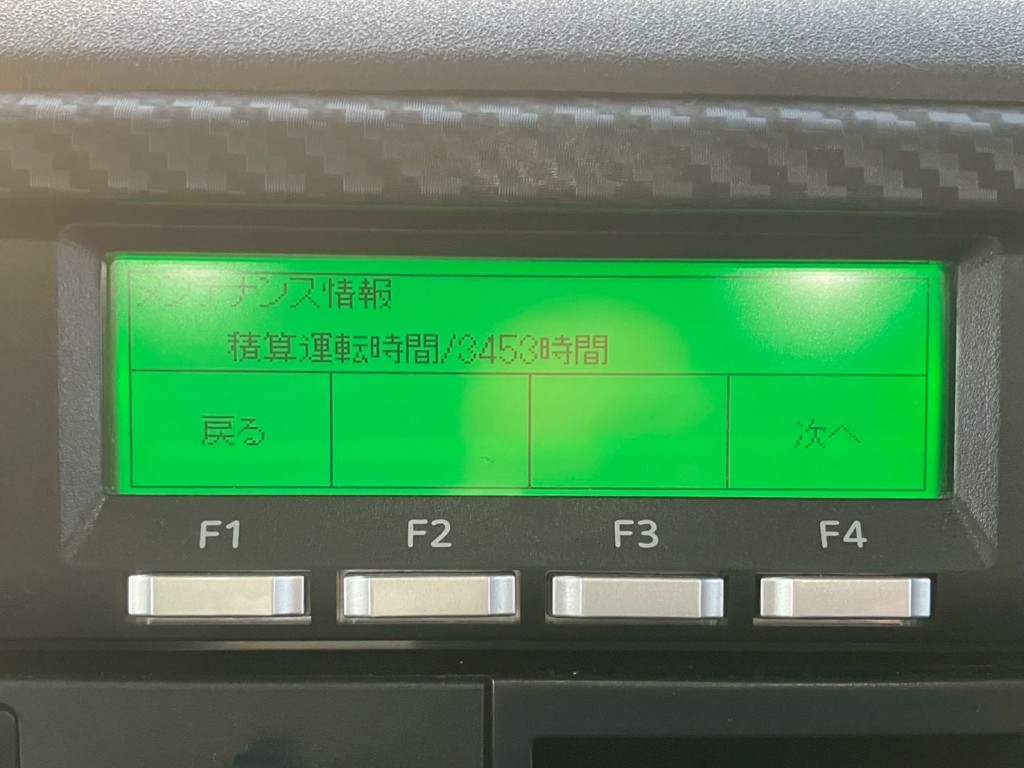 メンテナンス情報
積算運転時間/3453時間
戻る 次へ
F1 F2 F3 F4